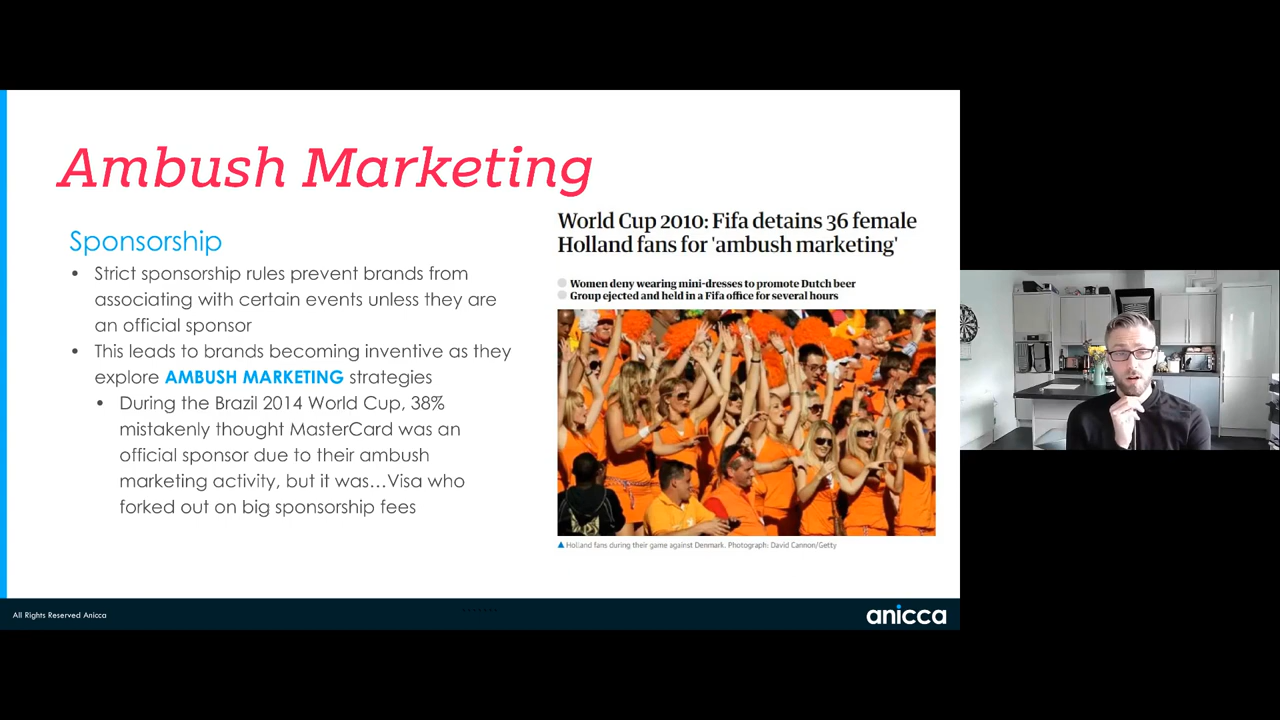 Ambush Marketing
Sponsorship
• Strict sponsorship rules prevent brands from
associating with certain events unless they are
an official sponsor
• This leads to brands becoming inventive as they
explore AMBUSH MARKETING strategies
• During the Brazil 2014 World Cup, 38%
mistakenly thought MasterCard was an
official sponsor due to their ambush
marketing activity, but it was...Visa who
forked out on big sponsorship fees
World Cup 2010: Fifa detains 36 female
Holland fans for 'ambush marketing'
Women deny wearing mini-dresses to promote Dutch beer
Group ejected and held in a Fifa office for several hours
Holland fans during their game against Denmark. Photograph: David Cannon/Getty
All Rights Reserved Anicca
anicca